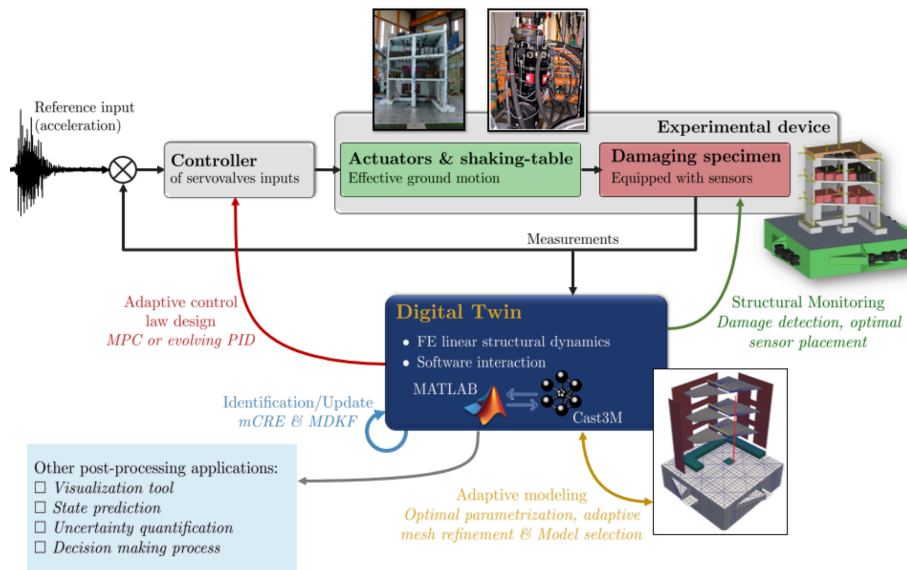 Reference input
(acceleration)
Experimental device
Controller
of servovalves inputs
Actuators & shaking-table
Effective ground motion
Damaging specimen
Equipped with sensors
Measurements
Adaptive control
law design
MPC or evolving PID
Digital Twin
• FE linear structural dynamics
• Software interaction
MATLAB
Cast3M
Structural Monitoring
Damage detection, optimal
sensor placement
Identification/Update
mCRE & MDKF
Other post-processing applications:
☐ Visualization tool
☐ State prediction
☐ Uncertainty quantification
☐ Decision making process
Adaptive modeling
Optimal parametrization, adaptive
mesh refinement & Model selection